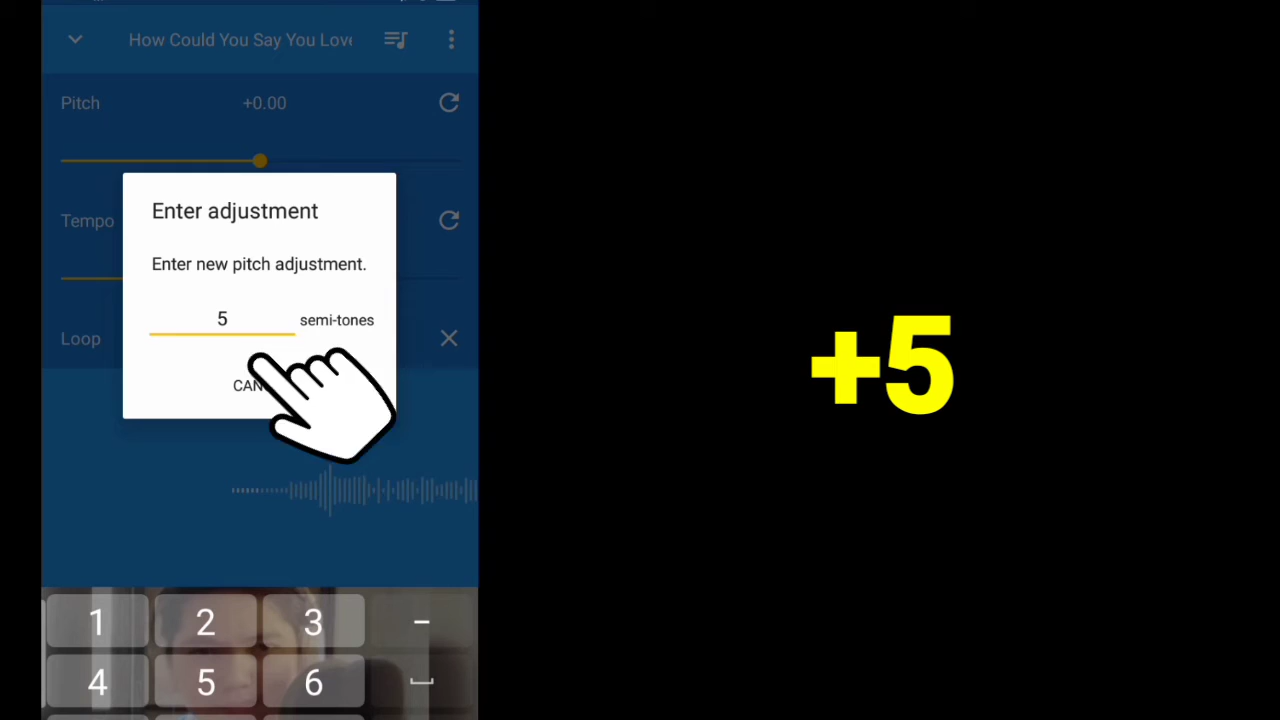 How Could You Say You Love
Pitch
+0.00
Enter adjustment
Tempo
Enter new pitch adjustment.
5
semi-tones
Loop
CAN
+5
1
2
3
-
4
5
6